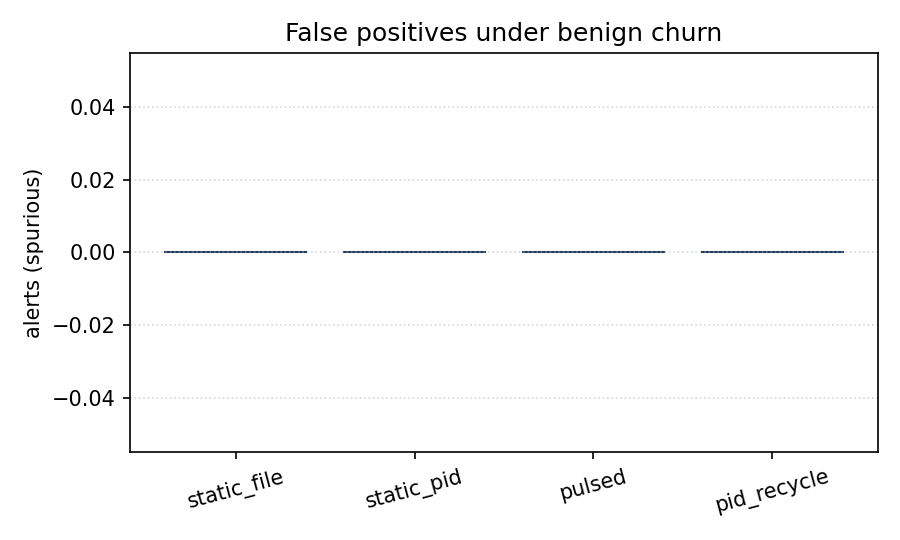 False positives under benign churn
alerts (spurious)
0.04
0.02
0.00
−0.02
−0.04
static_file
static_pid
pulsed
pid_recycle